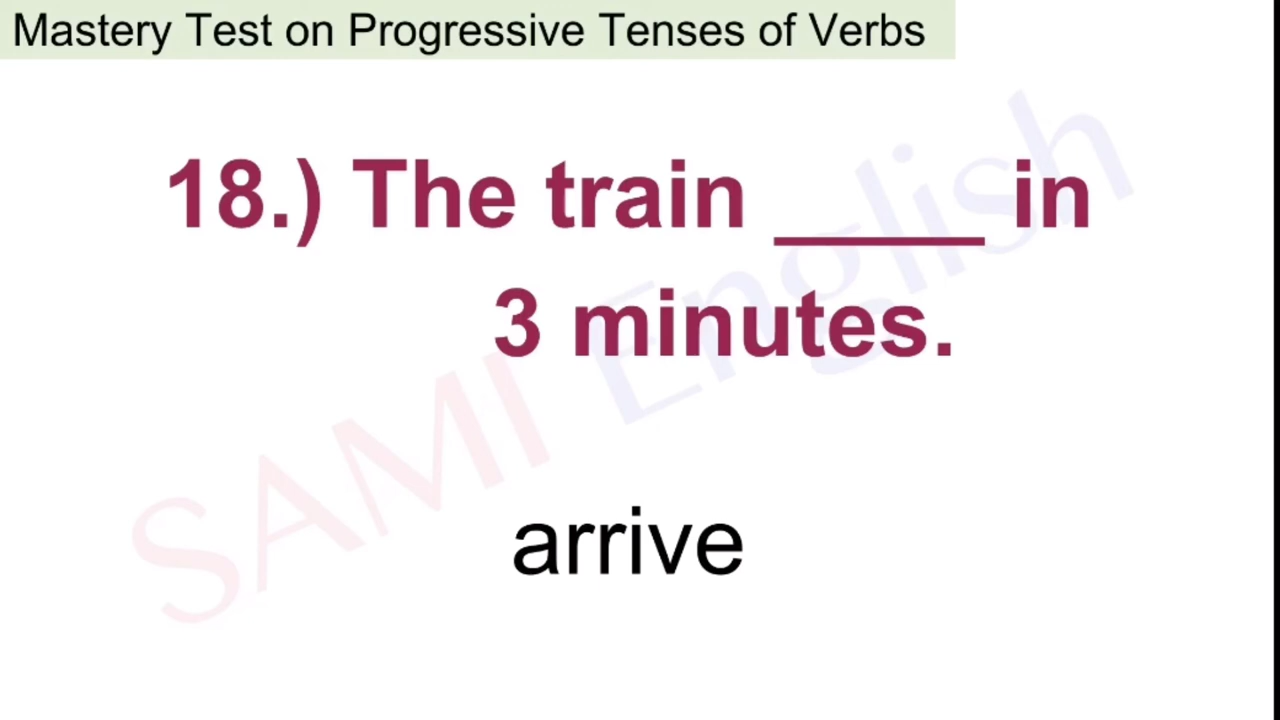 Mastery Test on Progressive Tenses of Verbs
18.) The train _____ in
3 minutes.
SAMI English
arrive